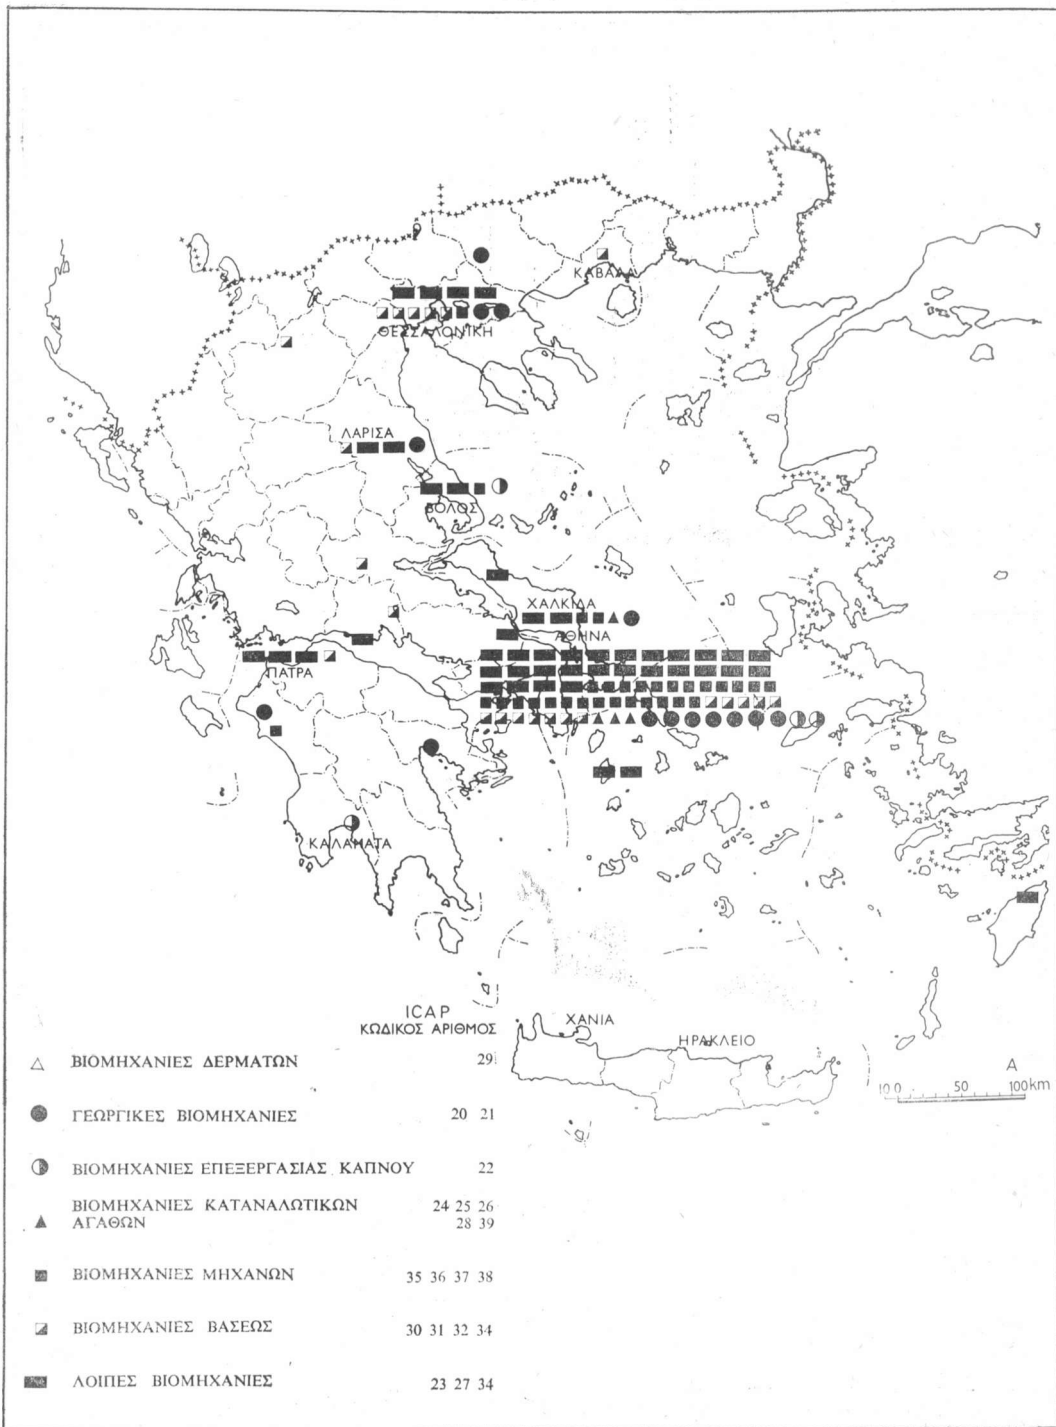 ΚΑΒΑΛΑ
ΘΕΣΣΑΛΟΝΙΚΗ
ΛΑΡΙΣΑ
ΒΟΛΟΣ
ΧΑΛΚΙΔΑ
ΑΘΗΝΑ
ΠΑΤΡΑ
ΚΑΛΑΜΑΤΑ
ΧΑΝΙΑ
ΗΡΑΚΛΕΙΟ
Α
10 0 50 100km
ICAP
ΚΩΔΙΚΟΣ ΑΡΙΘΜΟΣ
ΒΙΟΜΗΧΑΝΙΕΣ ΔΕΡΜΑΤΩΝ 29
ΓΕΩΡΓΙΚΕΣ ΒΙΟΜΗΧΑΝΙΕΣ 20 21
ΒΙΟΜΗΧΑΝΙΕΣ ΕΠΕΞΕΡΓΑΣΙΑΣ ΚΑΠΝΟΥ 22
ΒΙΟΜΗΧΑΝΙΕΣ ΚΑΤΑΝΑΛΩΤΙΚΩΝ 24 25 26
ΑΓΑΘΩΝ 28 39
ΒΙΟΜΗΧΑΝΙΕΣ ΜΗΧΑΝΩΝ 35 36 37 38
ΒΙΟΜΗΧΑΝΙΕΣ ΒΑΣΕΩΣ 30 31 32 34
ΛΟΙΠΕΣ ΒΙΟΜΗΧΑΝΙΕΣ 23 27 34